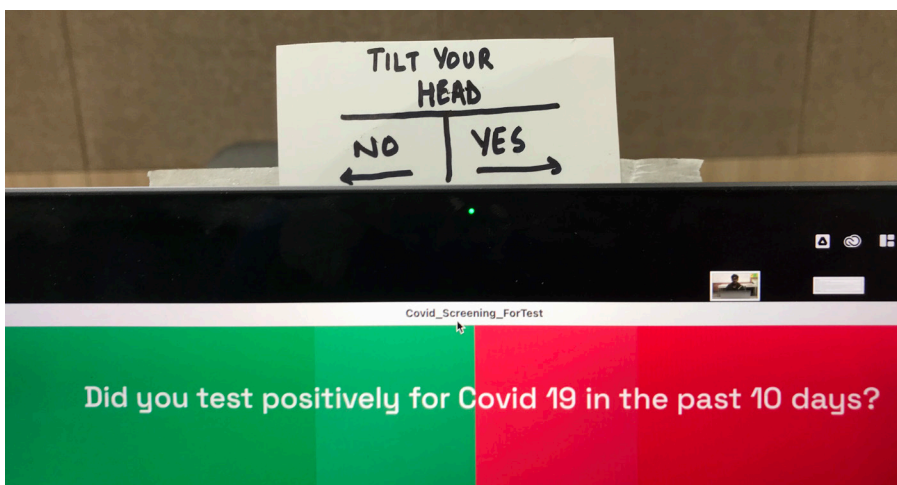 TILT YOUR
HEAD
NO YES
Covid_Screening_ForTest
Did you test positively for Covid 19 in the past 10 days?